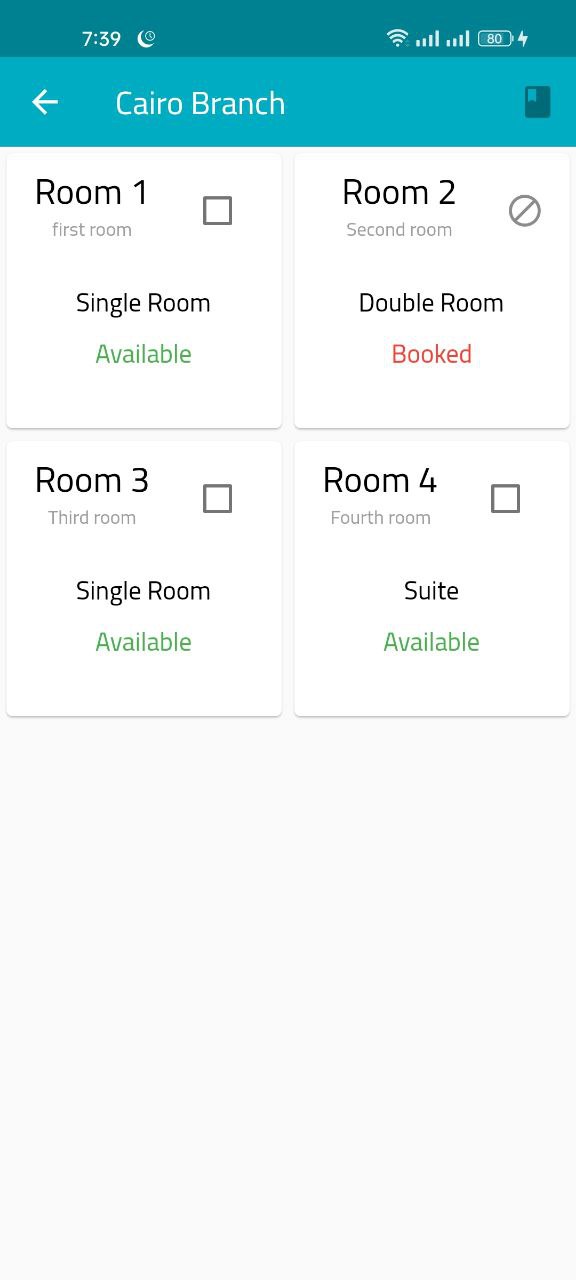 7:39
80
Cairo Branch
Room 1
first room
Single Room
Available
Room 2
Second room
Double Room
Booked
Room 3
Third room
Single Room
Available
Room 4
Fourth room
Suite
Available